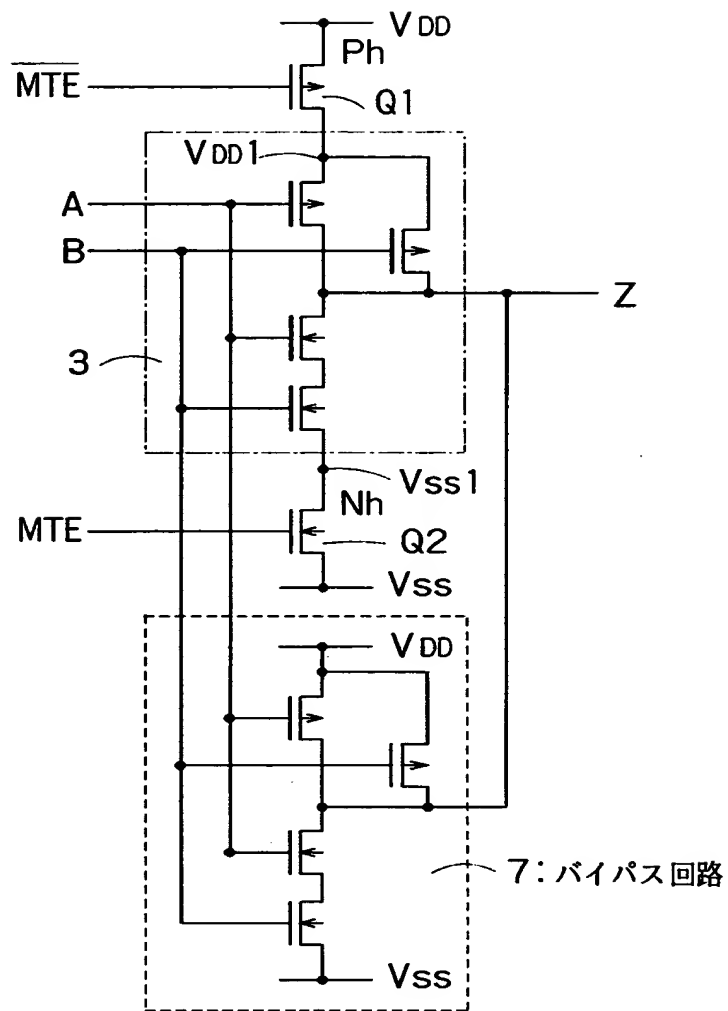 VDD
Ph
MTE
Q1
VDD1
A
B
Z
3
Vss1
Nh
MTE
Q2
Vss
VDD
7:バイパス回路
Vss